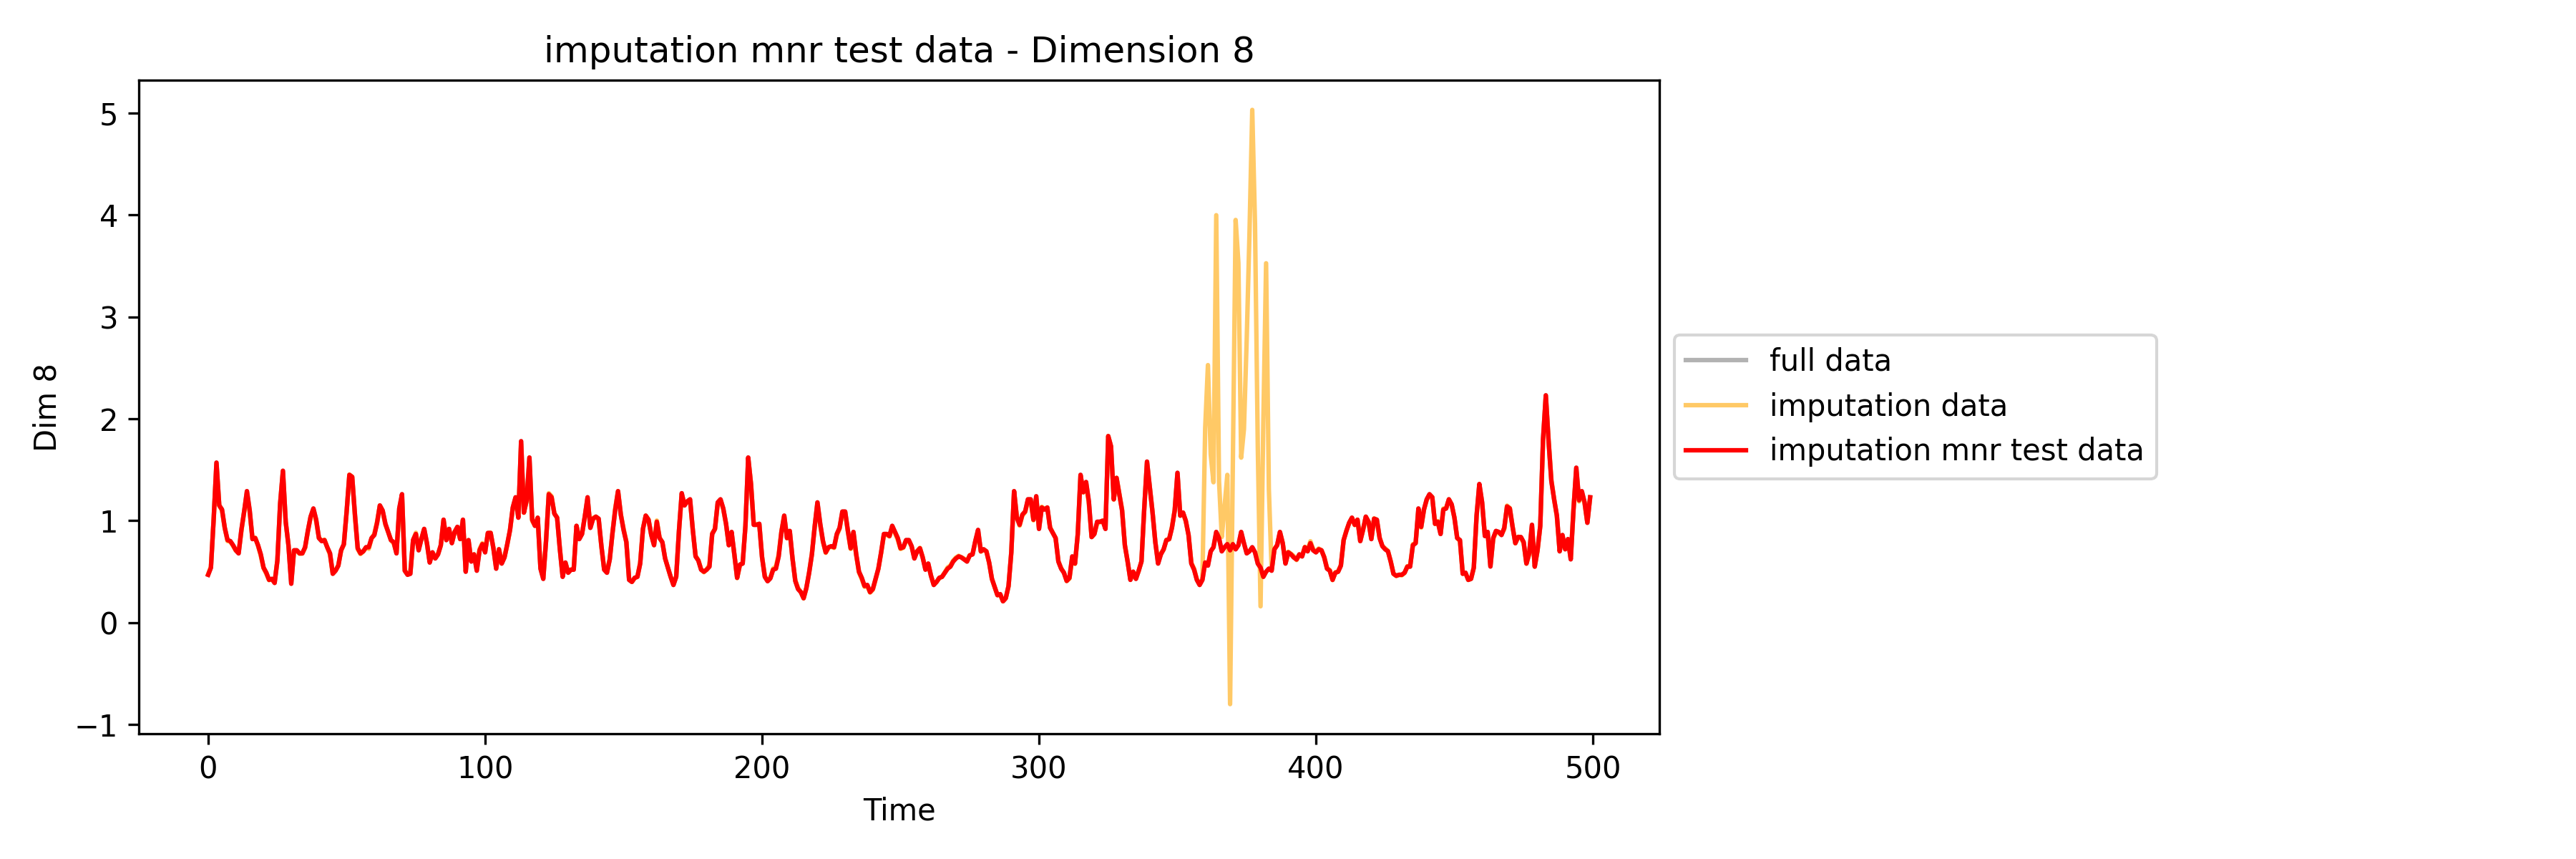 imputation mnr test data - Dimension 8
5
4
3
2
1
0
−1
Dim 8
0 100 200 300 400 500
Time
full data
imputation data
imputation mnr test data